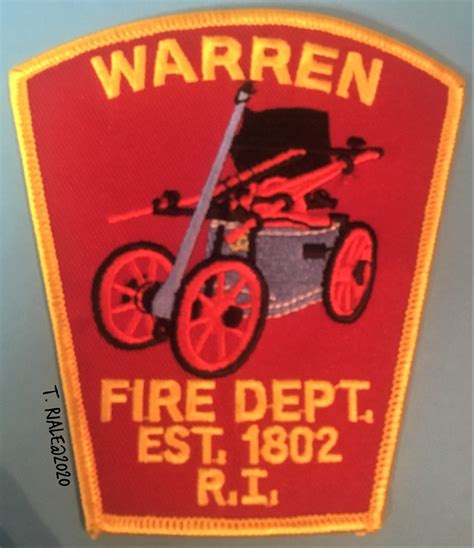 WARREN
FIRE DEPT.
EST. 1802
R.I.
T. RIALE@2020